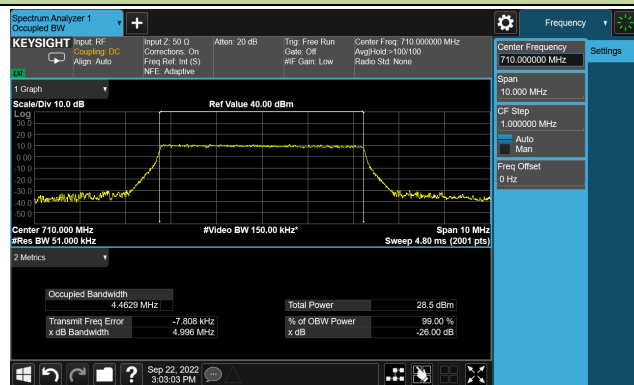 Spectrum Analyzer 1
Occupied BW
Frequency
KEYSIGHT
Input: RF
Coupling: DC
Align: Auto
Input Z: 50 Ω
Corrections: On
Freq Ref: Int (S)
NFE: Adaptive
Atten: 20 dB
Trig: Free Run
Gate: Off
#IF Gain: Low
Center Freq: 710.000000 MHz
Avg|Hold:>100/100
Radio Std: None
LXI
Center Frequency
710.000000 MHz
Settings
Span
10.000 MHz
CF Step
1.000000 MHz
Auto
Man
Freq Offset
0 Hz
1 Graph
Scale/Div 10.0 dB
Ref Value 40.00 dBm
Log
30.0
20.0
10.0
0.00
-10.0
-20.0
-30.0
-40.0
-50.0
Center 710.000 MHz
#Video BW 150.00 kHz*
Span 10 MHz
#Res BW 51.000 kHz
Sweep 4.80 ms (2001 pts)
2 Metrics
Occupied Bandwidth
4.4629 MHz
Total Power 28.5 dBm
Transmit Freq Error -7.808 kHz
% of OBW Power 99.00 %
x dB Bandwidth 4.996 MHz
x dB -26.00 dB
?
Sep 22, 2022
3:03:03 PM